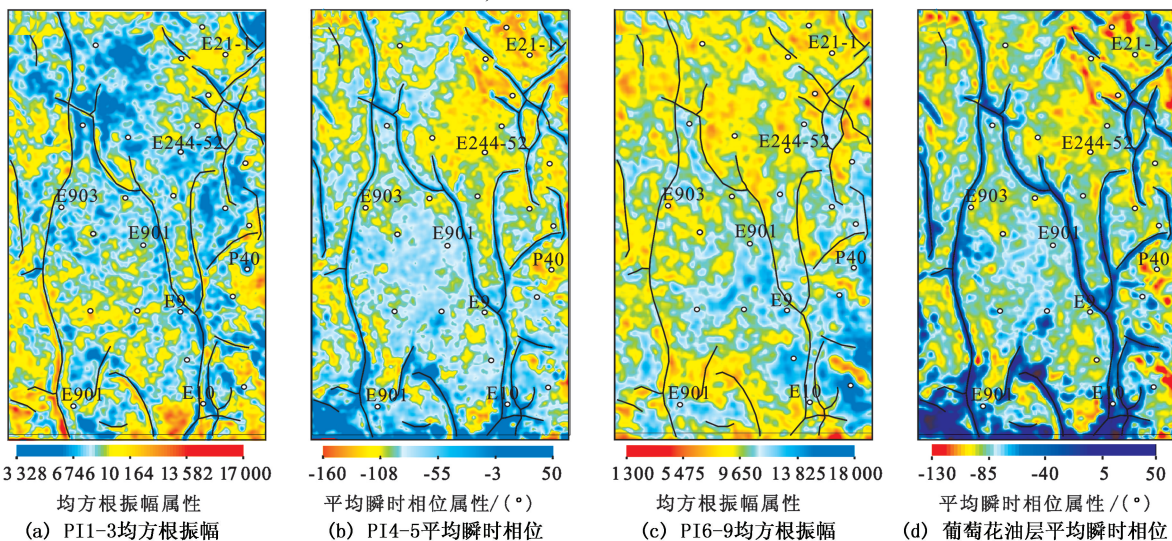 E21-1
E244-52
E903
E901
P40
E9
E901
E10
3 328 6 746 10 164 13 582 17 000
均方根振幅属性
(a) PI1-3均方根振幅
E21-1
E244-52
E903
E901
P40
E9
E901
E10
-160 -108 -55 -3 50
平均瞬时相位属性/(°)
(b) PI4-5平均瞬时相位
E21-1
E244-52
E903
E901
P40
E9
E901
E10
1300 5 475 9 650 13 825 18 000
均方根振幅属性
(c) PI6-9均方根振幅
E21-1
E244-52
E903
E901
P40
E9
E901
E10
-130 -85 -40 5 50
平均瞬时相位属性/(°)
(d) 葡萄花油层平均瞬时相位